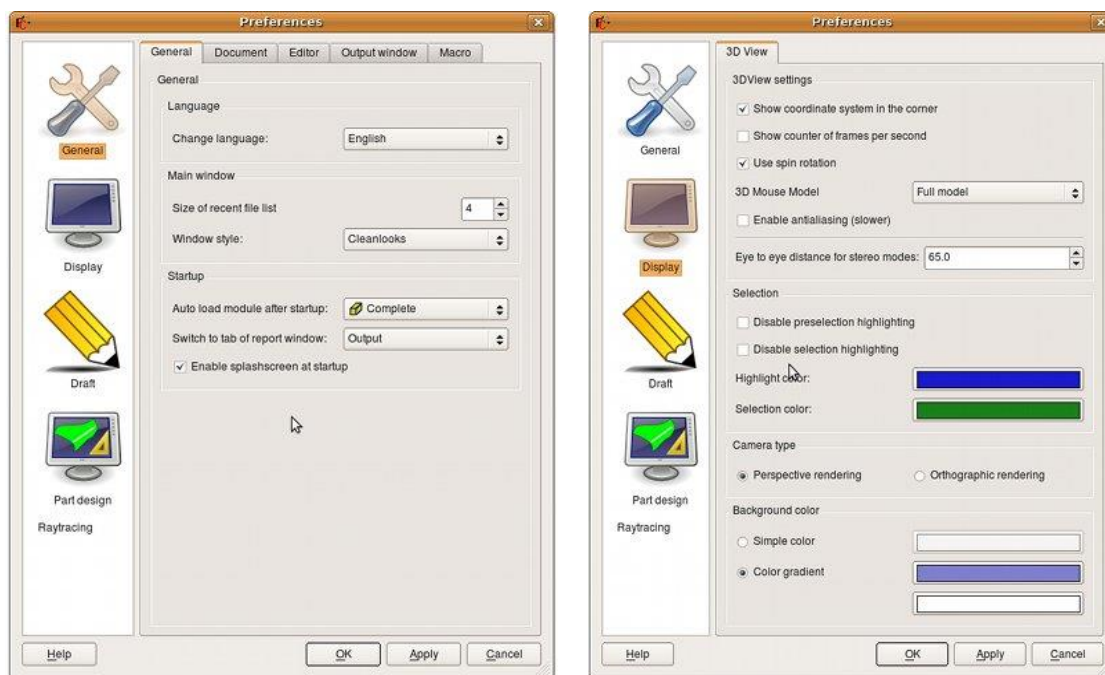 Preferences
General
Display
Draft
Part design
Raytracing
General Document Editor Output window Macro
General
Language
Change language: English
Main window
Size of recent file list 4
Window style: Cleanlooks
Startup
Auto load module after startup: Complete
Switch to tab of report window: Output
Enable splashscreen at startup
Help OK Apply Cancel
Preferences
General
Display
Draft
Part design
Raytracing
3D View
3DView settings
Show coordinate system in the corner
Show counter of frames per second
Use spin rotation
3D Mouse Model Full model
Enable antialiasing (slower)
Eye to eye distance for stereo modes: 65.0
Selection
Disable preselection highlighting
Disable selection highlighting
Highlight color:
Selection color:
Camera type
Perspective rendering Orthographic rendering
Background color
Simple color
Color gradient
Help OK Apply Cancel